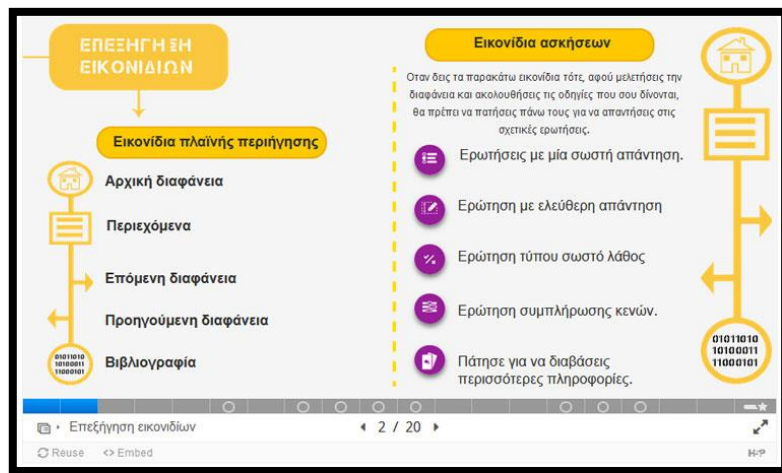 ΕΠΕΞΗΓΗΣΗ
ΕΙΚΟΝΙΔΙΩΝ
Εικονίδια πλαϊνής περιήγησης
Αρχική διαφάνεια
Περιεχόμενα
Επόμενη διαφάνεια
Προηγούμενη διαφάνεια
01011010
10100011
11000101
Βιβλιογραφία
Εικονίδια ασκήσεων
Οταν δεις τα παρακάτω εικονίδια τότε, αφού μελετήσεις την
διαφάνεια και ακολουθήσεις τις οδηγίες που σου δίνονται,
θα πρέπει να πατήσεις πάνω τους για να απαντήσεις στις
σχετικές ερωτήσεις.
Ερωτήσεις με μία σωστή απάντηση.
Ερώτηση με ελεύθερη απάντηση
Ερώτηση τύπου σωστό λάθος
Ερώτηση συμπλήρωσης κενών.
Πάτησε για να διαβάσεις
περισσότερες πληροφορίες.
01011010
10100011
11000101
Επεξήγηση εικονιδίων
2 / 20
Reuse <> Embed
H5P